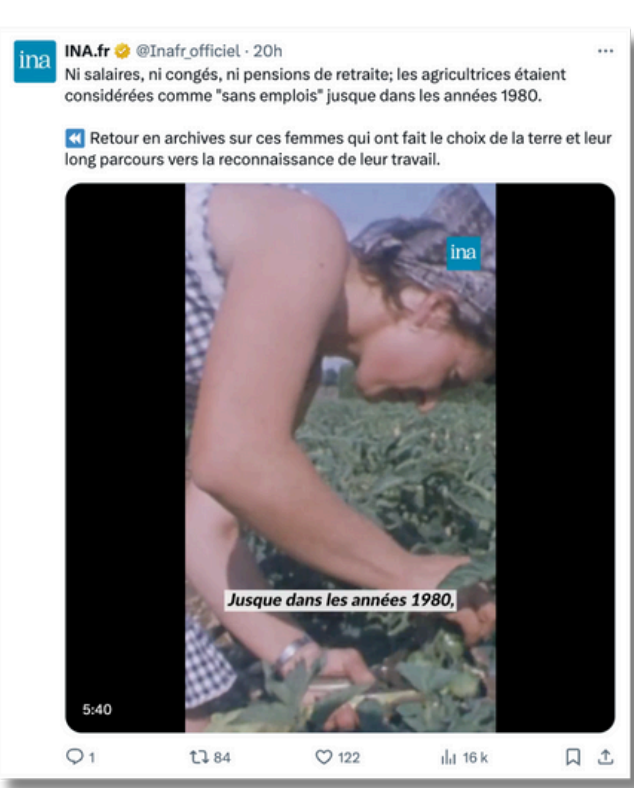 ina
INA.fr @Inafr_officiel · 20h
Ni salaires, ni congés, ni pensions de retraite; les agricultrices étaient
considérées comme "sans emplois" jusque dans les années 1980.
⏪ Retour en archives sur ces femmes qui ont fait le choix de la terre et leur
long parcours vers la reconnaissance de leur travail.
ina
Jusque dans les années 1980,
5:40
1 84 122 16 k